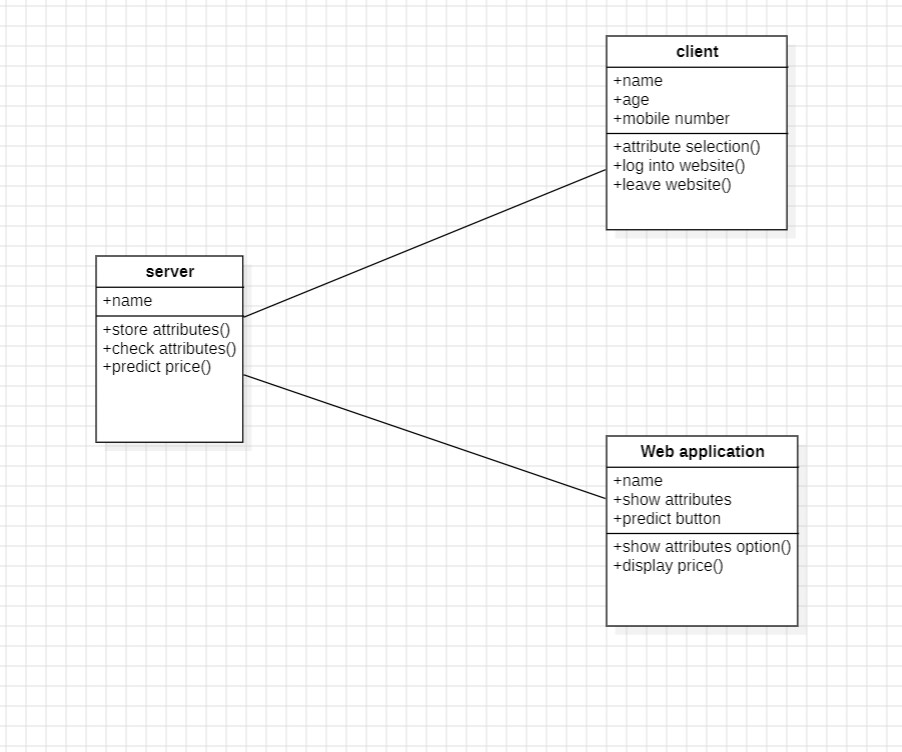 client
+name
+age
+mobile number
+attribute selection()
+log into website()
+leave website()
server
+name
+store attributes()
+check attributes()
+predict price()
Web application
+name
+show attributes
+predict button
+show attributes option()
+display price()